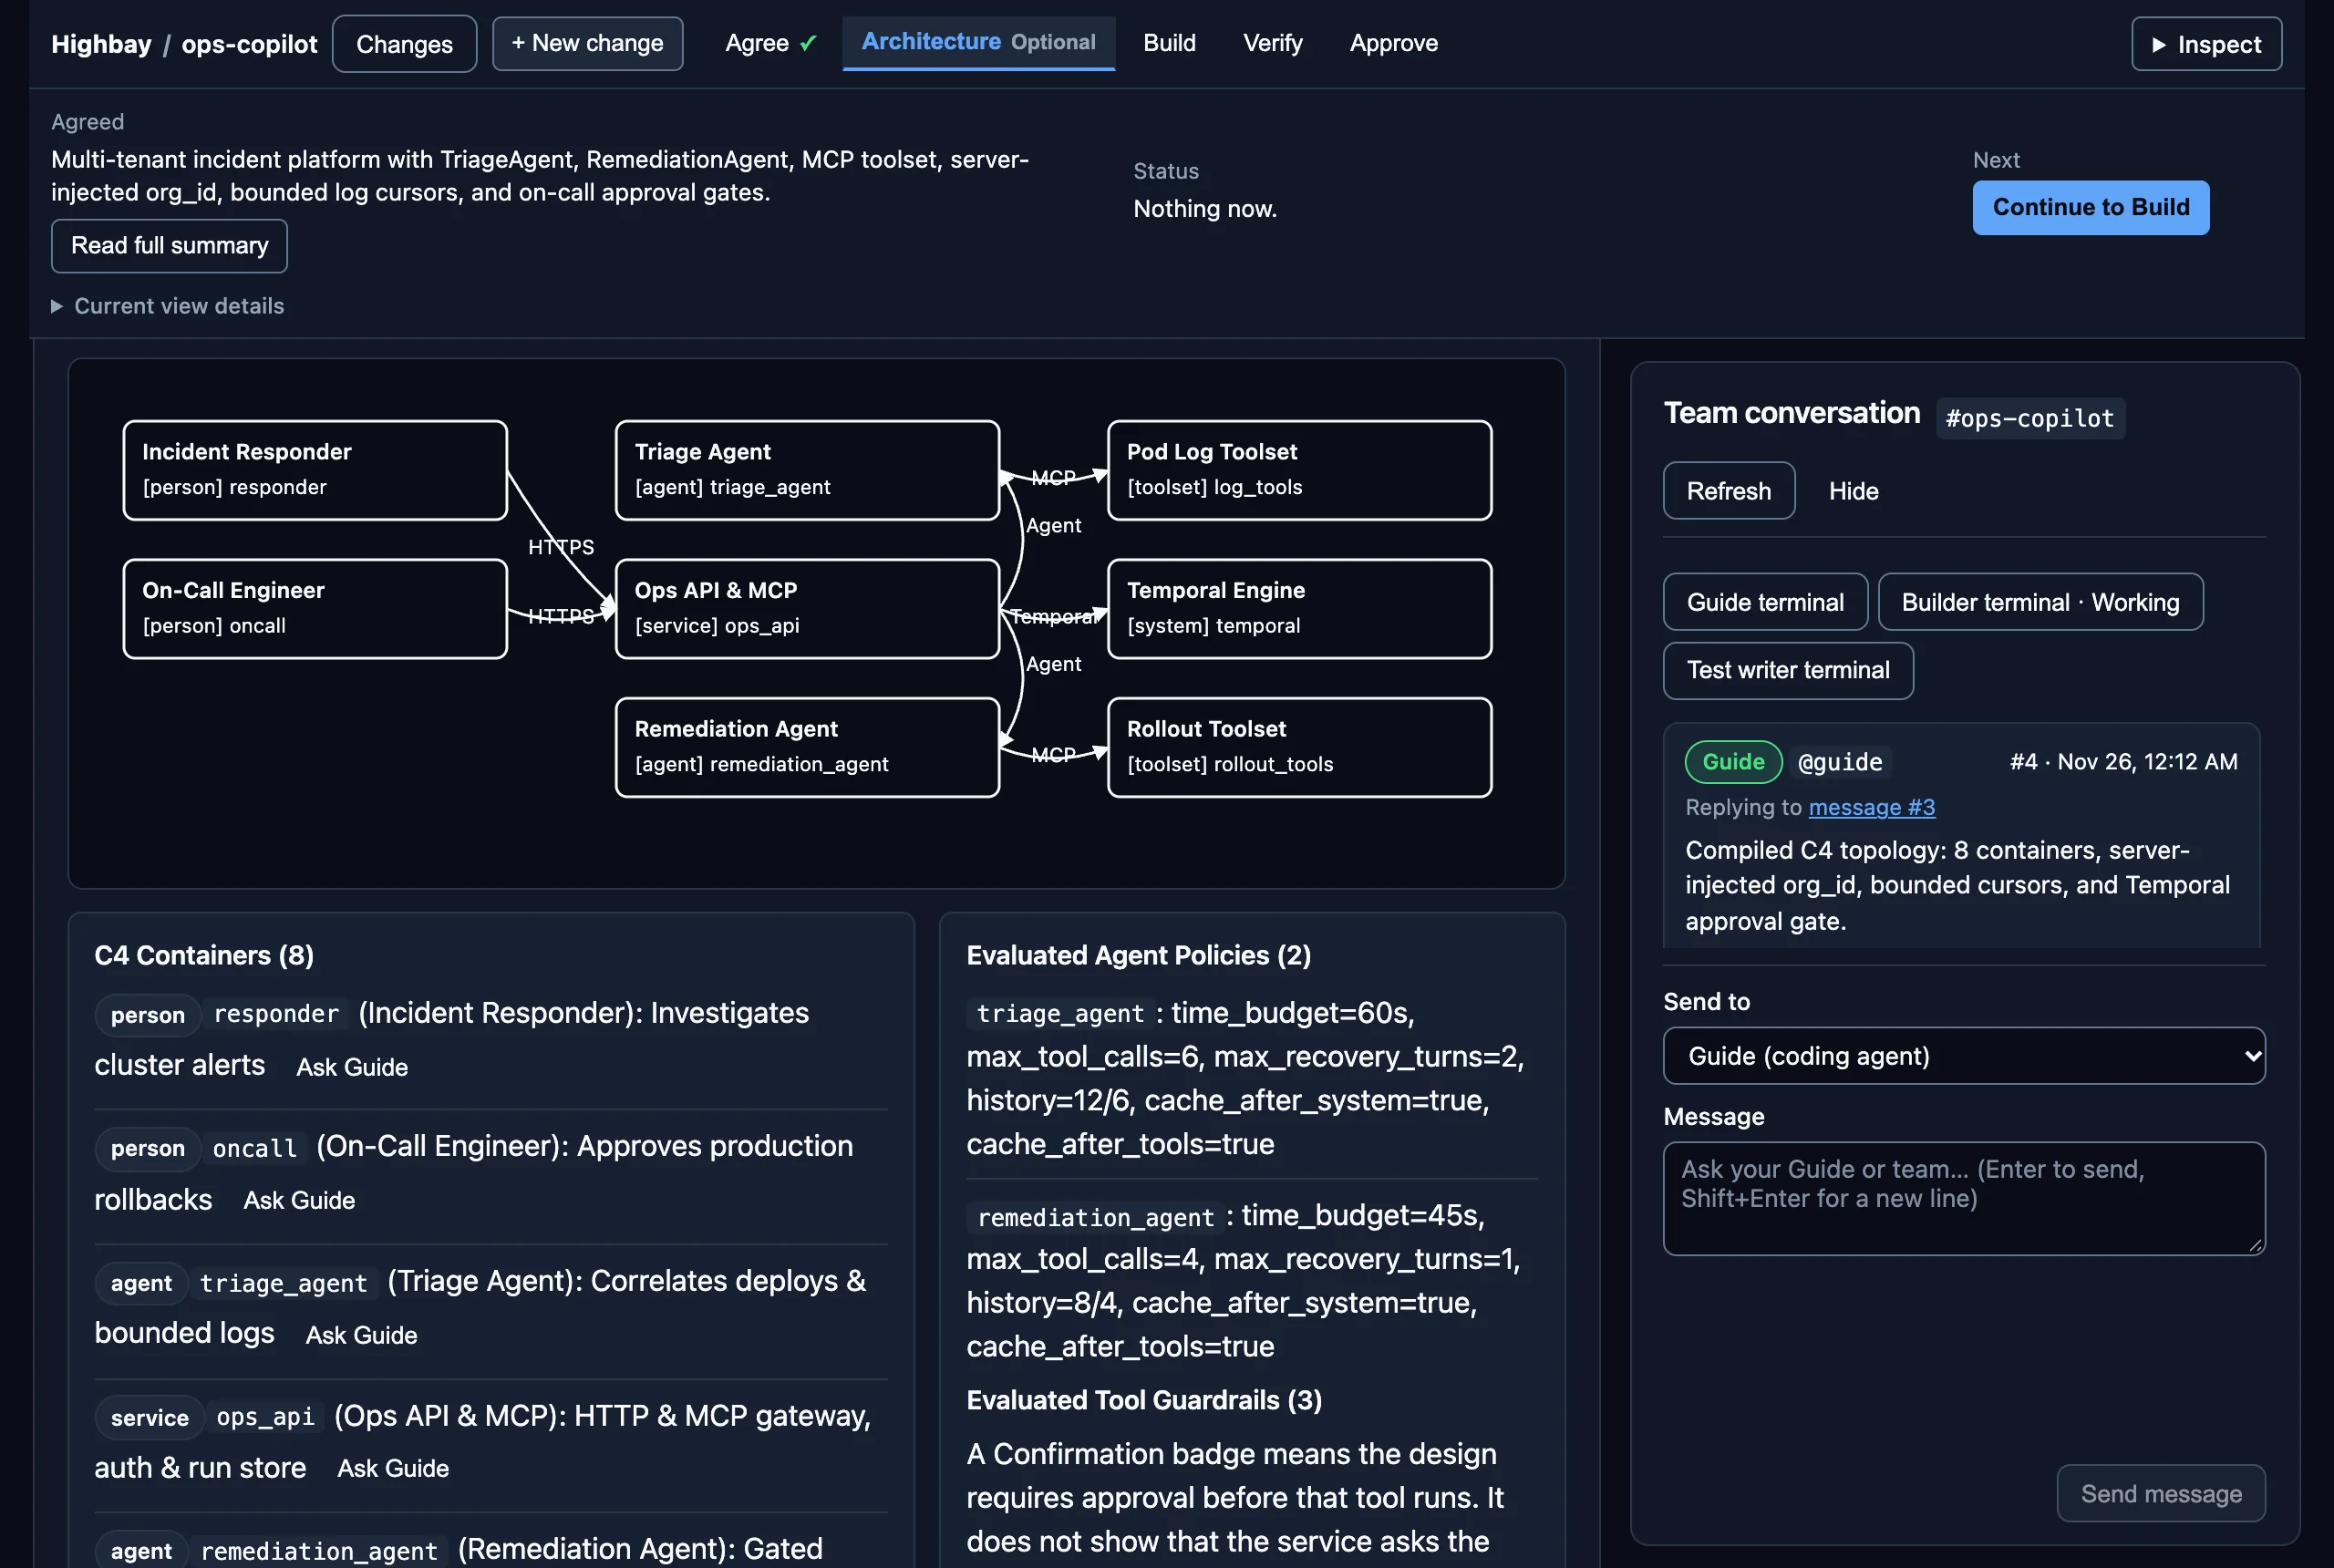 Highbay / ops-copilot
Changes
+ New change
Agree ✓
Architecture Optional
Build
Verify
Approve
▶ Inspect
Agreed
Multi-tenant incident platform with TriageAgent, RemediationAgent, MCP toolset, server-
injected org_id, bounded log cursors, and on-call approval gates.
Read full summary
▶ Current view details
Status
Nothing now.
Next
Continue to Build
Incident Responder
[person] responder
Triage Agent
[agent] triage_agent
Pod Log Toolset
[toolset] log_tools
MCP
Agent
HTTPS
On-Call Engineer
[person] oncall
HTTPS
Ops API & MCP
[service] ops_api
Temporal
Temporal Engine
[system] temporal
Agent
Remediation Agent
[agent] remediation_agent
MCP
Rollout Toolset
[toolset] rollout_tools
C4 Containers (8)
person responder (Incident Responder): Investigates
cluster alerts Ask Guide
person oncall (On-Call Engineer): Approves production
rollbacks Ask Guide
agent triage_agent (Triage Agent): Correlates deploys &
bounded logs Ask Guide
service ops_api (Ops API & MCP): HTTP & MCP gateway,
auth & run store Ask Guide
agent remediation_agent (Remediation Agent): Gated
Evaluated Agent Policies (2)
triage_agent : time_budget=60s,
max_tool_calls=6, max_recovery_turns=2,
history=12/6, cache_after_system=true,
cache_after_tools=true
remediation_agent : time_budget=45s,
max_tool_calls=4, max_recovery_turns=1,
history=8/4, cache_after_system=true,
cache_after_tools=true
Evaluated Tool Guardrails (3)
A Confirmation badge means the design
requires approval before that tool runs. It
does not show that the service asks the
Team conversation #ops-copilot
Refresh
Hide
Guide terminal
Builder terminal · Working
Test writer terminal
Guide @guide
#4 · Nov 26, 12:12 AM
Replying to message #3
Compiled C4 topology: 8 containers, server-
injected org_id, bounded cursors, and Temporal
approval gate.
Send to
Guide (coding agent)
Message
Ask your Guide or team... (Enter to send,
Shift+Enter for a new line)
Send message